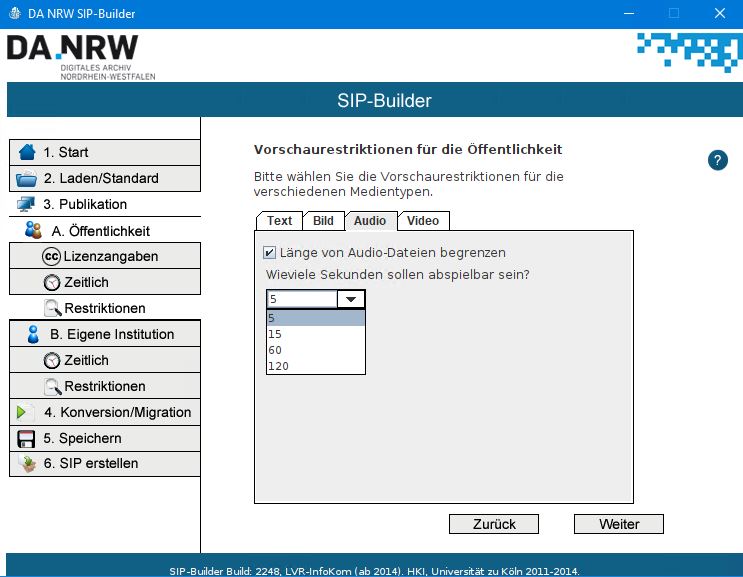 DA NRW SIP-Builder
DA.NRW
DIGITALES ARCHIV
NORDRHEIN-WESTFALEN
SIP-Builder
1. Start
2. Laden/Standard
3. Publikation
A. Öffentlichkeit
cc Lizenzangaben
Zeitlich
Restriktionen
B. Eigene Institution
Zeitlich
Restriktionen
4. Konversion/Migration
5. Speichern
6. SIP erstellen
Vorschaurestriktionen für die Öffentlichkeit
?
Bitte wählen Sie die Vorschaurestriktionen für die
verschiedenen Medientypen.
Text Bild Audio Video
Länge von Audio-Dateien begrenzen
Wieviele Sekunden sollen abspielbar sein?
5
5
15
60
120
Zurück Weiter
SIP-Builder Build: 2248, LVR-InfoKom (ab 2014). HKI, Universität zu Köln 2011-2014.